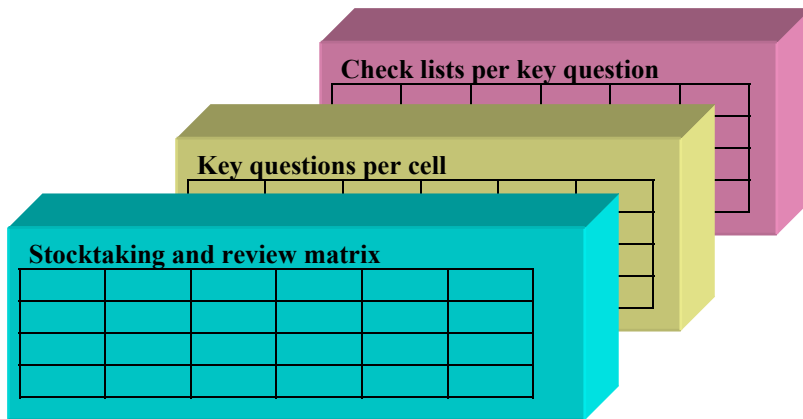 Check lists per key question
Key questions per cell
Stocktaking and review matrix